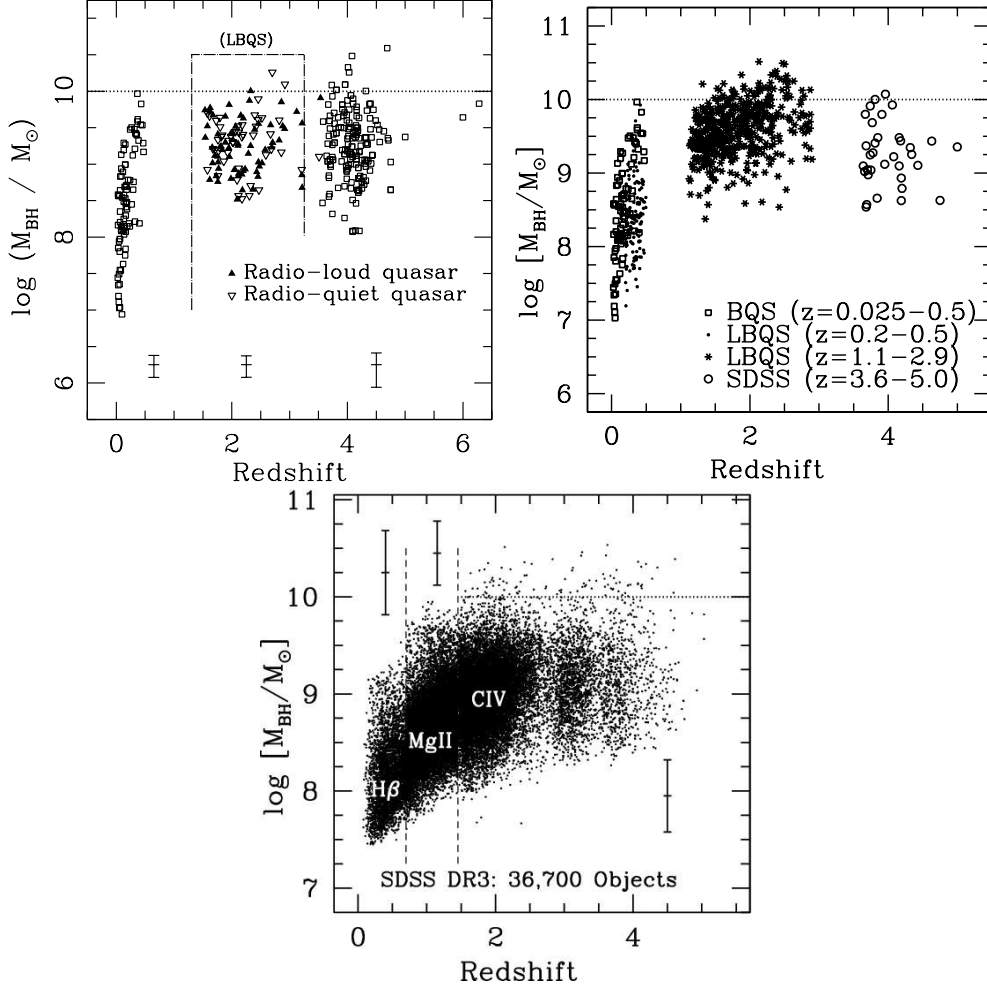 (LBQS)
10
8
6
log (M_BH / M_⊙)
▲ Radio-loud quasar
▽ Radio-quiet quasar
0 2 4 6
Redshift
11
10
9
8
7
6
log [M_BH/M_⊙]
□ BQS (z=0.025-0.5)
• LBQS (z=0.2-0.5)
* LBQS (z=1.1-2.9)
○ SDSS (z=3.6-5.0)
0 2 4
Redshift
11
10
9
8
7
log [M_BH/M_⊙]
CIV
MgII
Hβ
SDSS DR3: 36,700 Objects
0 2 4
Redshift